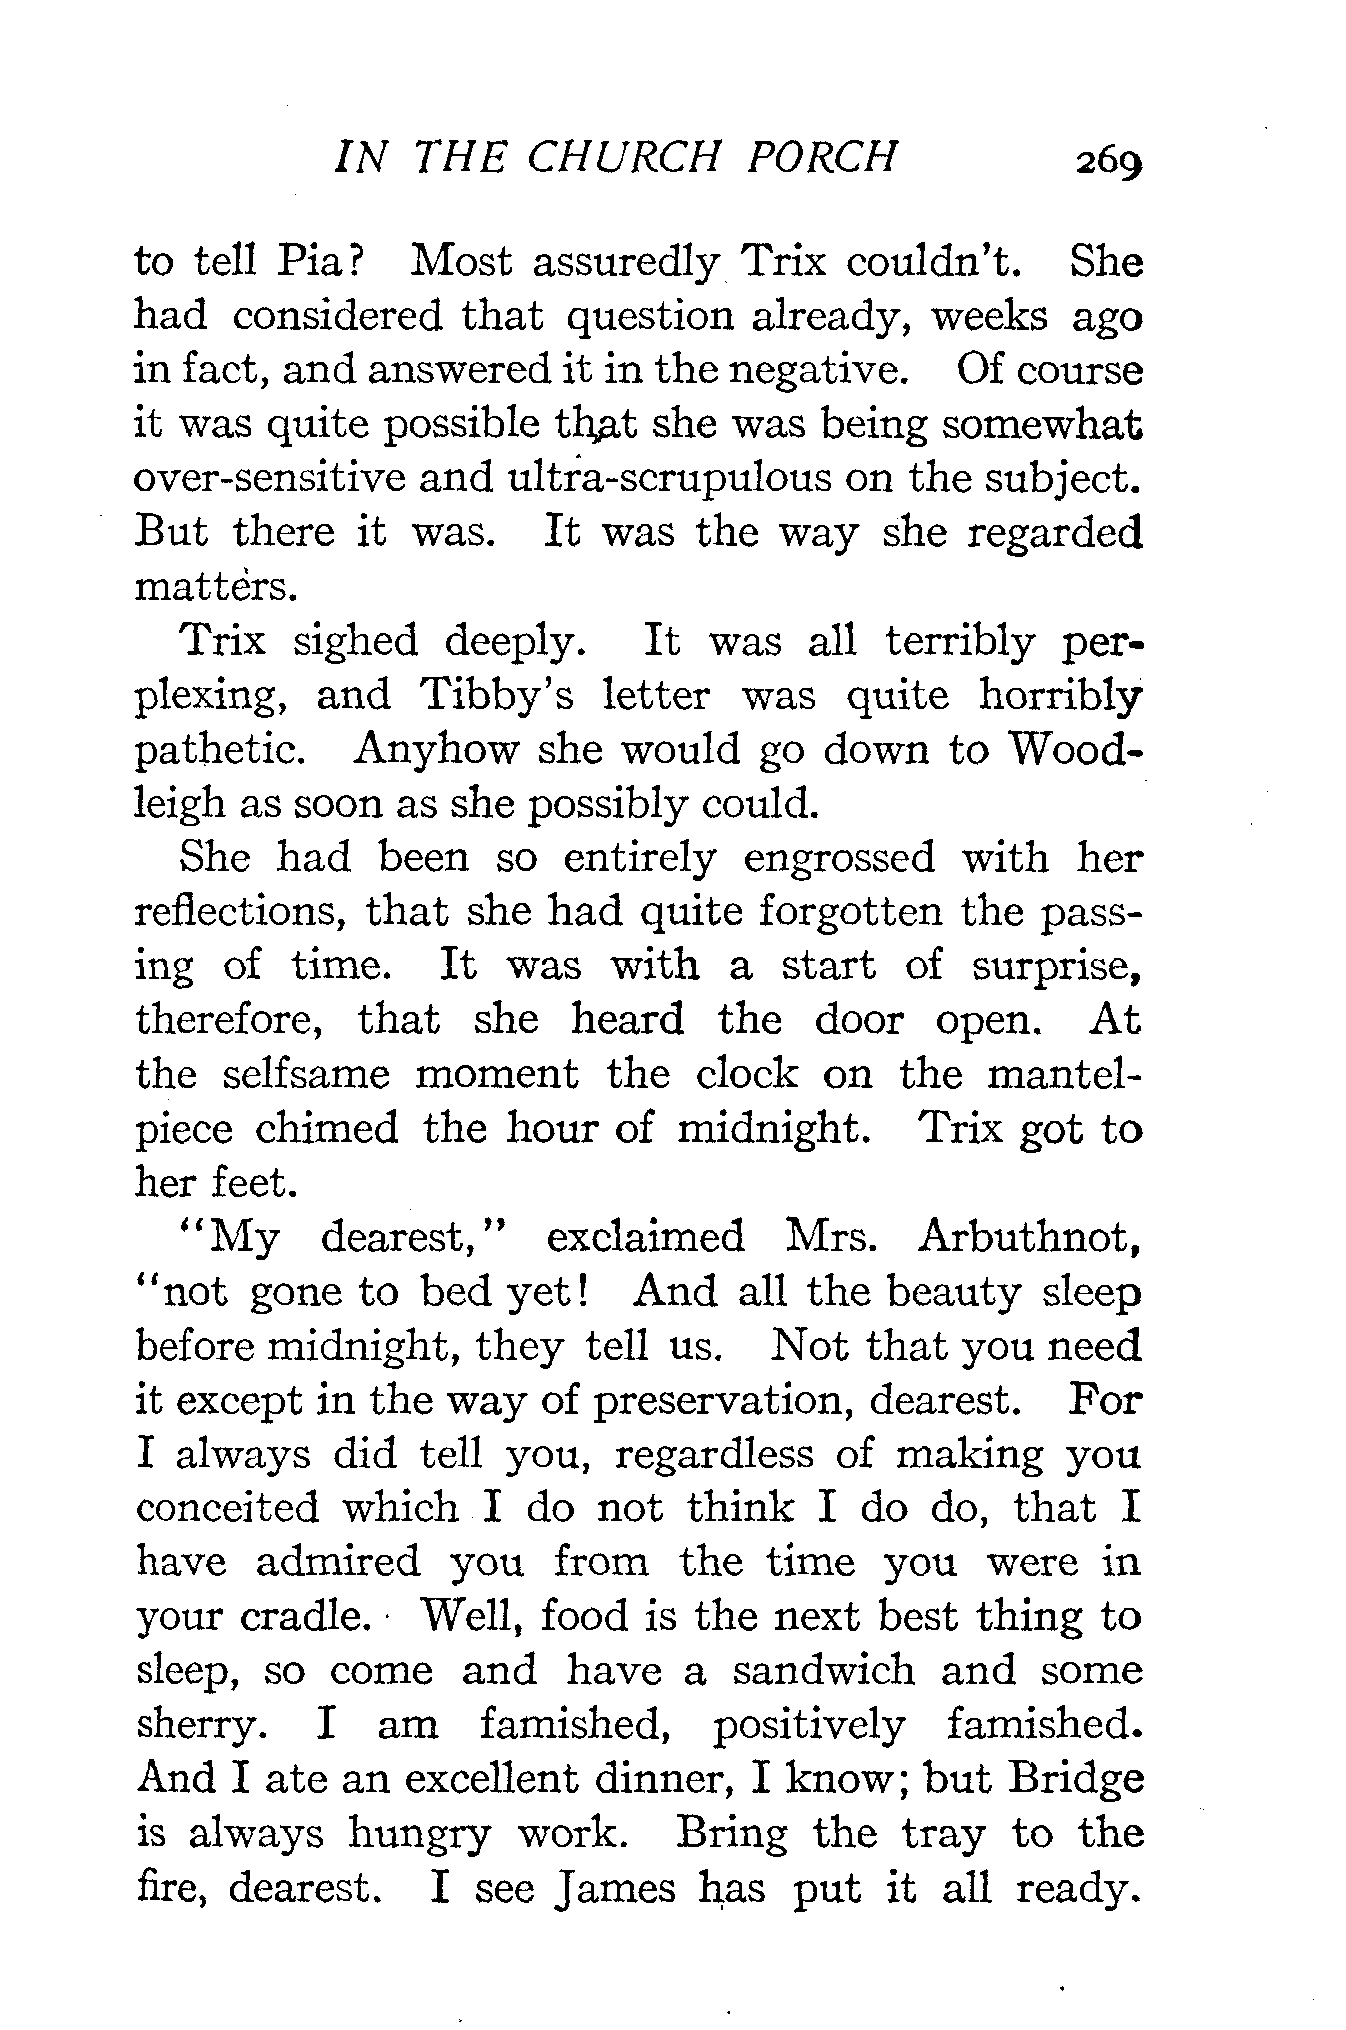 IN THE CHURCH PORCH 269
to tell Pia? Most assuredly Trix couldn't. She
had considered that question already, weeks ago
in fact, and answered it in the negative. Of course
it was quite possible that she was being somewhat
over-sensitive and ultra-scrupulous on the subject.
But there it was. It was the way she regarded
matters.
Trix sighed deeply. It was all terribly per-
plexing, and Tibby's letter was quite horribly
pathetic. Anyhow she would go down to Wood-
leigh as soon as she possibly could.
She had been so entirely engrossed with her
reflections, that she had quite forgotten the pass-
ing of time. It was with a start of surprise,
therefore, that she heard the door open. At
the selfsame moment the clock on the mantel-
piece chimed the hour of midnight. Trix got to
her feet.
"My dearest," exclaimed Mrs. Arbuthnot,
"not gone to bed yet! And all the beauty sleep
before midnight, they tell us. Not that you need
it except in the way of preservation, dearest. For
I always did tell you, regardless of making you
conceited which I do not think I do do, that I
have admired you from the time you were in
your cradle. Well, food is the next best thing to
sleep, so come and have a sandwich and some
sherry. I am famished, positively famished.
And I ate an excellent dinner, I know; but Bridge
is always hungry work. Bring the tray to the
fire, dearest. I see James has put it all ready.